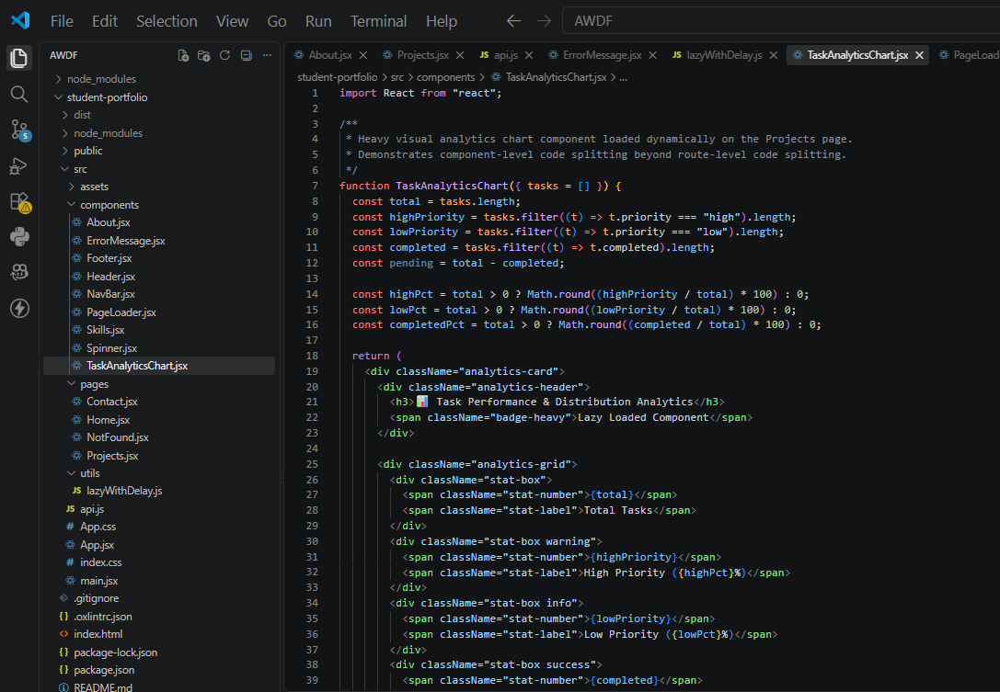 File Edit Selection View Go Run Terminal Help ← → AWDF
AWDF
node_modules
student-portfolio
dist
node_modules
public
src
assets
components
About.jsx
ErrorMessage.jsx
Footer.jsx
Header.jsx
NavBar.jsx
PageLoader.jsx
Skills.jsx
Spinner.jsx
TaskAnalyticsChart.jsx
pages
Contact.jsx
Home.jsx
NotFound.jsx
Projects.jsx
utils
JS lazyWithDelay.js
JS api.js
# App.css
App.jsx
# index.css
main.jsx
.gitignore
{} .oxlintrc.json
<> index.html
{} package-lock.json
{} package.json
README.md
About.jsx Projects.jsx JS api.js ErrorMessage.jsx JS lazyWithDelay.js TaskAnalyticsChart.jsx PageLoad
student-portfolio > src > components > TaskAnalyticsChart.jsx > ...
1 import React from "react";
2
3 /**
4 * Heavy visual analytics chart component loaded dynamically on the Projects page.
5 * Demonstrates component-level code splitting beyond route-level code splitting.
6 */
7 function TaskAnalyticsChart({ tasks = [] }) {
8 const total = tasks.length;
9 const highPriority = tasks.filter((t) => t.priority === "high").length;
10 const lowPriority = tasks.filter((t) => t.priority === "low").length;
11 const completed = tasks.filter((t) => t.completed).length;
12 const pending = total - completed;
13
14 const highPct = total > 0 ? Math.round((highPriority / total) * 100) : 0;
15 const lowPct = total > 0 ? Math.round((lowPriority / total) * 100) : 0;
16 const completedPct = total > 0 ? Math.round((completed / total) * 100) : 0;
17
18 return (
19 <div className="analytics-card">
20 <div className="analytics-header">
21 <h3>📊 Task Performance & Distribution Analytics</h3>
22 <span className="badge-heavy">Lazy Loaded Component</span>
23 </div>
24
25 <div className="analytics-grid">
26 <div className="stat-box">
27 <span className="stat-number">{total}</span>
28 <span className="stat-label">Total Tasks</span>
29 </div>
30 <div className="stat-box warning">
31 <span className="stat-number">{highPriority}</span>
32 <span className="stat-label">High Priority ({highPct}%)</span>
33 </div>
34 <div className="stat-box info">
35 <span className="stat-number">{lowPriority}</span>
36 <span className="stat-label">Low Priority ({lowPct}%)</span>
37 </div>
38 <div className="stat-box success">
39 <span className="stat-number">{completed}</span>